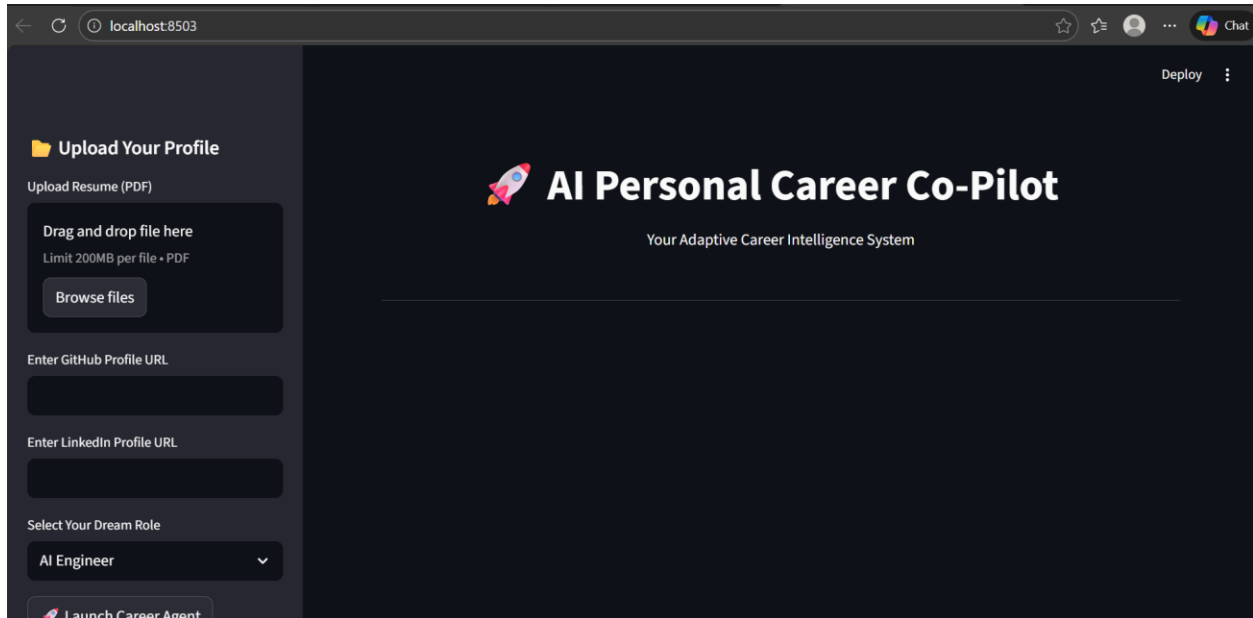 localhost:8503
Chat
Deploy
Upload Your Profile
Upload Resume (PDF)
Drag and drop file here
Limit 200MB per file • PDF
Browse files
Enter GitHub Profile URL
Enter LinkedIn Profile URL
Select Your Dream Role
AI Engineer
Launch Career Agent
AI Personal Career Co-Pilot
Your Adaptive Career Intelligence System